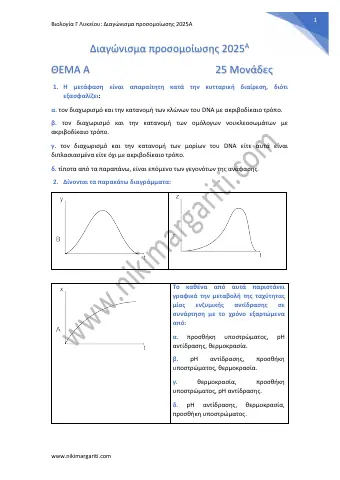 Βιολογία Γ Λυκείου: Διαγώνισμα προσομοίωσης 2025Α
1
Διαγώνισμα προσομοίωσης 2025Α
ΘΕΜΑ Α 25 Μονάδες
1. Η μετάφαση είναι απαραίτητη κατά την κυτταρική διαίρεση, διότι
εξασφαλίζει:
α. τον διαχωρισμό και την κατανομή των κλώνων του DNA με ακριβοδίκαιο τρόπο.
β. τον διαχωρισμό και την κατανομή των ομόλογων νουκλεοσωμάτων με
ακριβοδίκαιο τρόπο.
γ. τον διαχωρισμό και την κατανομή των μορίων του DNA είτε αυτά είναι
διπλασιασμένα είτε όχι με ακριβοδίκαιο τρόπο.
δ. τίποτα από τα παραπάνω, είναι επόμενο των γεγονότων της ανάφασης.
2. Δίνονται τα παρακάτω διαγράμματα:
y
B
t
z
t
x
A
t
Το καθένα από αυτά παριστάνει
γραφικά την μεταβολή της ταχύτητας
μίας ενζυμικής αντίδρασης σε
συνάρτηση με το χρόνο εξαρτώμενα
από:
α. προσθήκη υποστρώματος, pH
αντίδρασης, θερμοκρασία.
β. pH αντίδρασης, προσθήκη
υποστρώματος, θερμοκρασία.
γ. θερμοκρασία, προσθήκη
υποστρώματος, pH αντίδρασης.
δ. pH αντίδρασης, θερμοκρασία,
προσθήκη υποστρώματος.
www.nikimargariti.com
www.nikimargariti.com